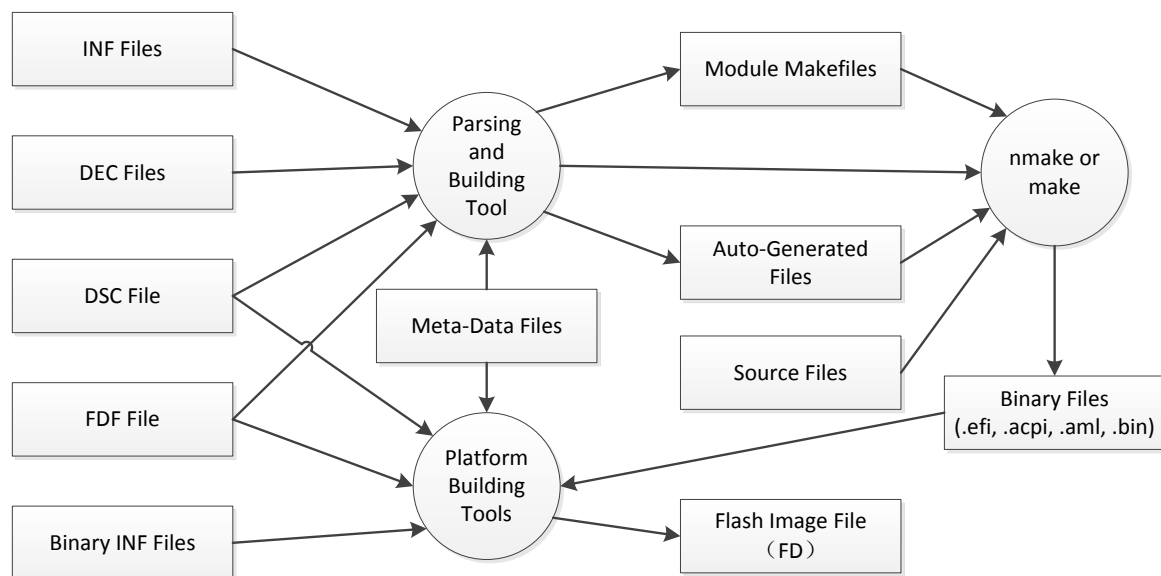 INF Files
DEC Files
DSC File
FDF File
Binary INF Files
Parsing
and
Building
Tool
Meta-Data Files
Platform
Building
Tools
Module Makefiles
Auto-Generated
Files
Source Files
Flash Image File
（FD）
nmake or
make
Binary Files
(.efi, .acpi, .aml, .bin)